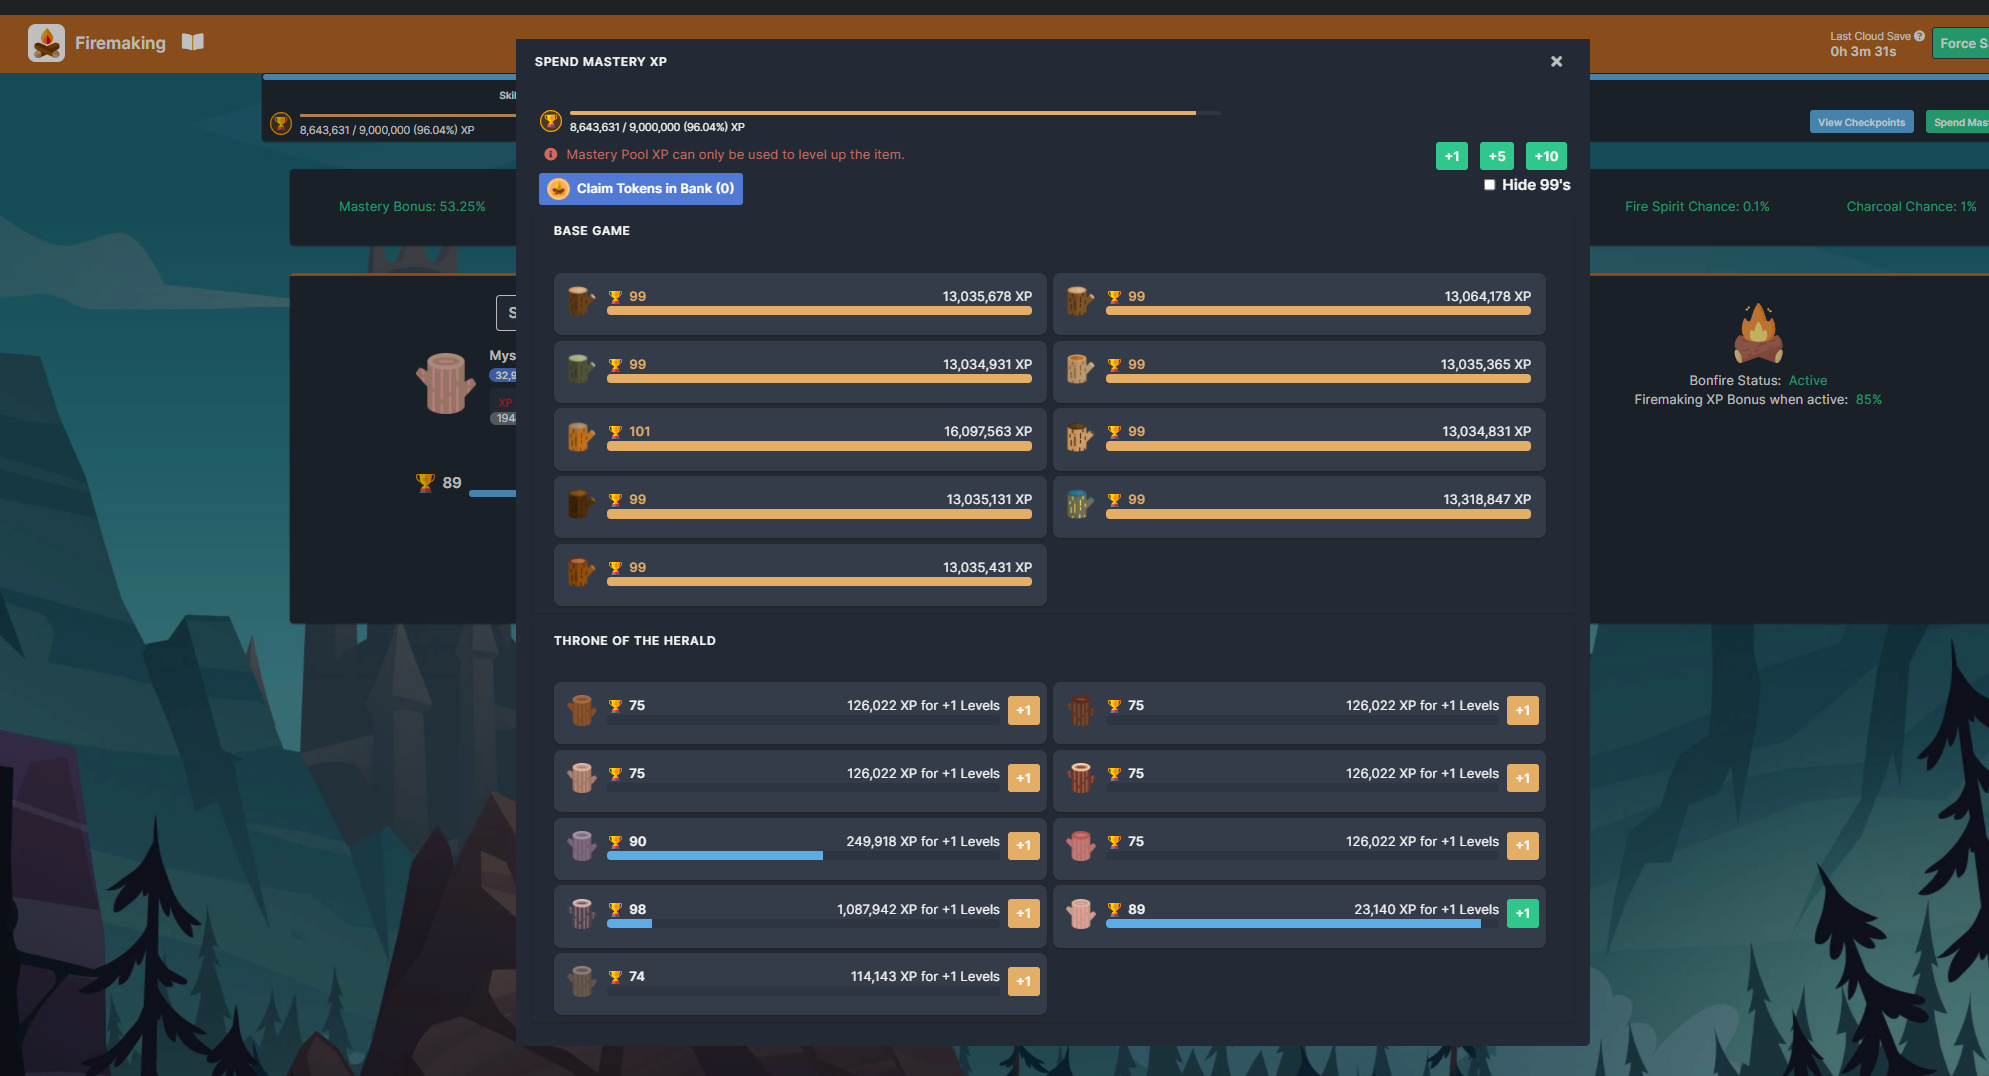 Firemaking
Last Cloud Save
0h 3m 31s
Force S
SPEND MASTERY XP
Skil
8,643,631 / 9,000,000 (96.04%) XP
8,643,631 / 9,000,000 (96.04%) XP
View Checkpoints
Spend Mas
Mastery Pool XP can only be used to level up the item.
+1
+5
+10
Claim Tokens in Bank (0)
Hide 99's
Mastery Bonus: 53.25%
Fire Spirit Chance: 0.1%
Charcoal Chance: 1%
BASE GAME
99
13,035,678 XP
99
13,064,178 XP
99
13,034,931 XP
99
13,035,365 XP
101
16,097,563 XP
99
13,034,831 XP
99
13,035,131 XP
99
13,318,847 XP
99
13,035,431 XP
S
Mys
32,9
XP
194
89
Bonfire Status: Active
Firemaking XP Bonus when active: 85%
THRONE OF THE HERALD
75
126,022 XP for +1 Levels
+1
75
126,022 XP for +1 Levels
+1
75
126,022 XP for +1 Levels
+1
75
126,022 XP for +1 Levels
+1
90
249,918 XP for +1 Levels
+1
75
126,022 XP for +1 Levels
+1
98
1,087,942 XP for +1 Levels
+1
89
23,140 XP for +1 Levels
+1
74
114,143 XP for +1 Levels
+1